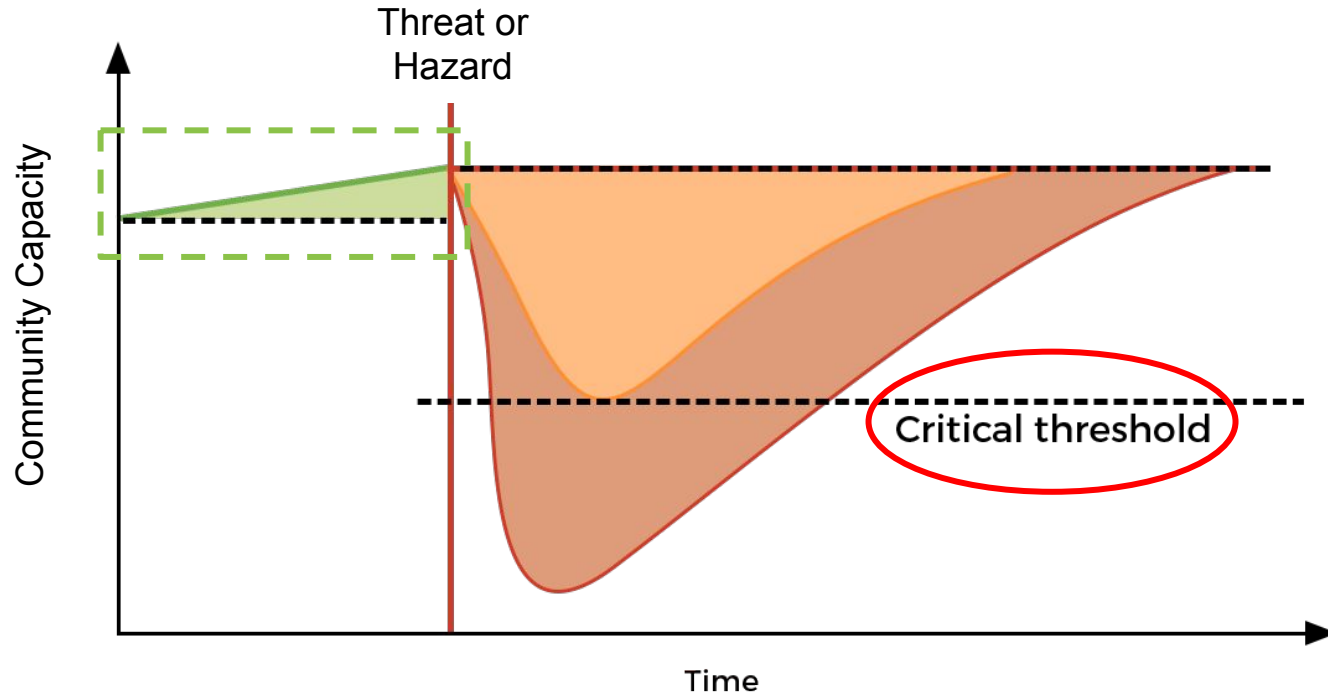 Threat or
Hazard
Community Capacity
Critical threshold
Time